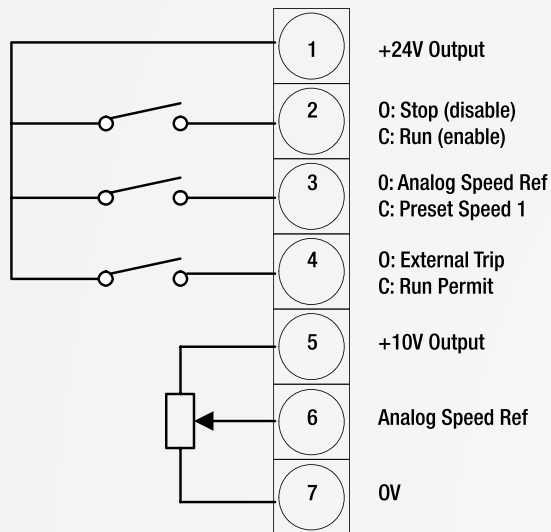 1 +24V Output
2 O: Stop (disable)
C: Run (enable)
3 O: Analog Speed Ref
C: Preset Speed 1
4 O: External Trip
C: Run Permit
5 +10V Output
6 Analog Speed Ref
7 0V